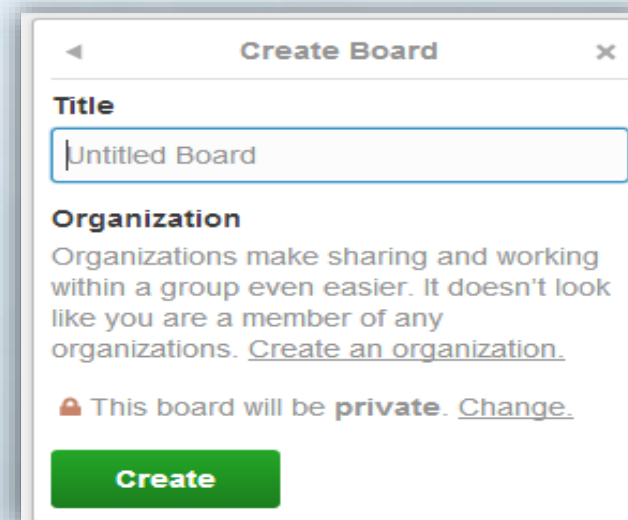 Create Board
Title
Untitled Board
Organization
Organizations make sharing and working
within a group even easier. It doesn't look
like you are a member of any
organizations. Create an organization.
This board will be private. Change.
Create